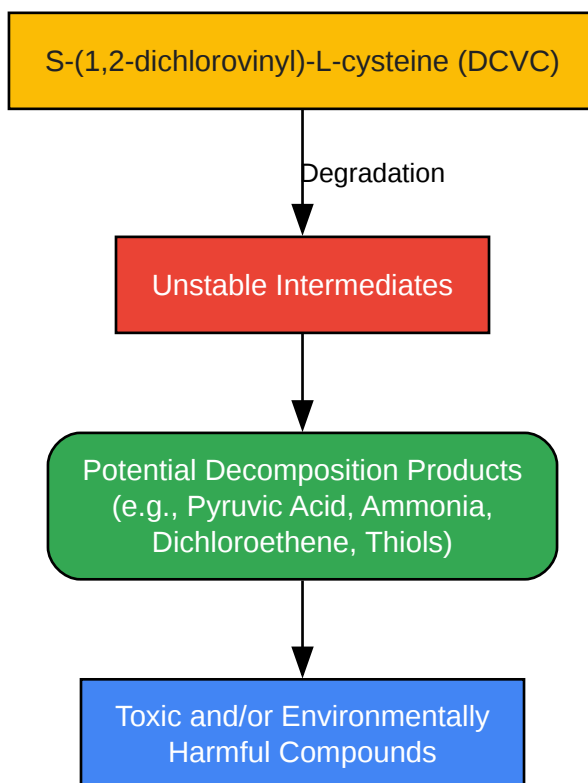 S-(1,2-dichlorovinyl)-L-cysteine (DCVC)
Degradation
Unstable Intermediates
Potential Decomposition Products
(e.g., Pyruvic Acid, Ammonia,
Dichloroethene, Thiols)
Toxic and/or Environmentally
Harmful Compounds